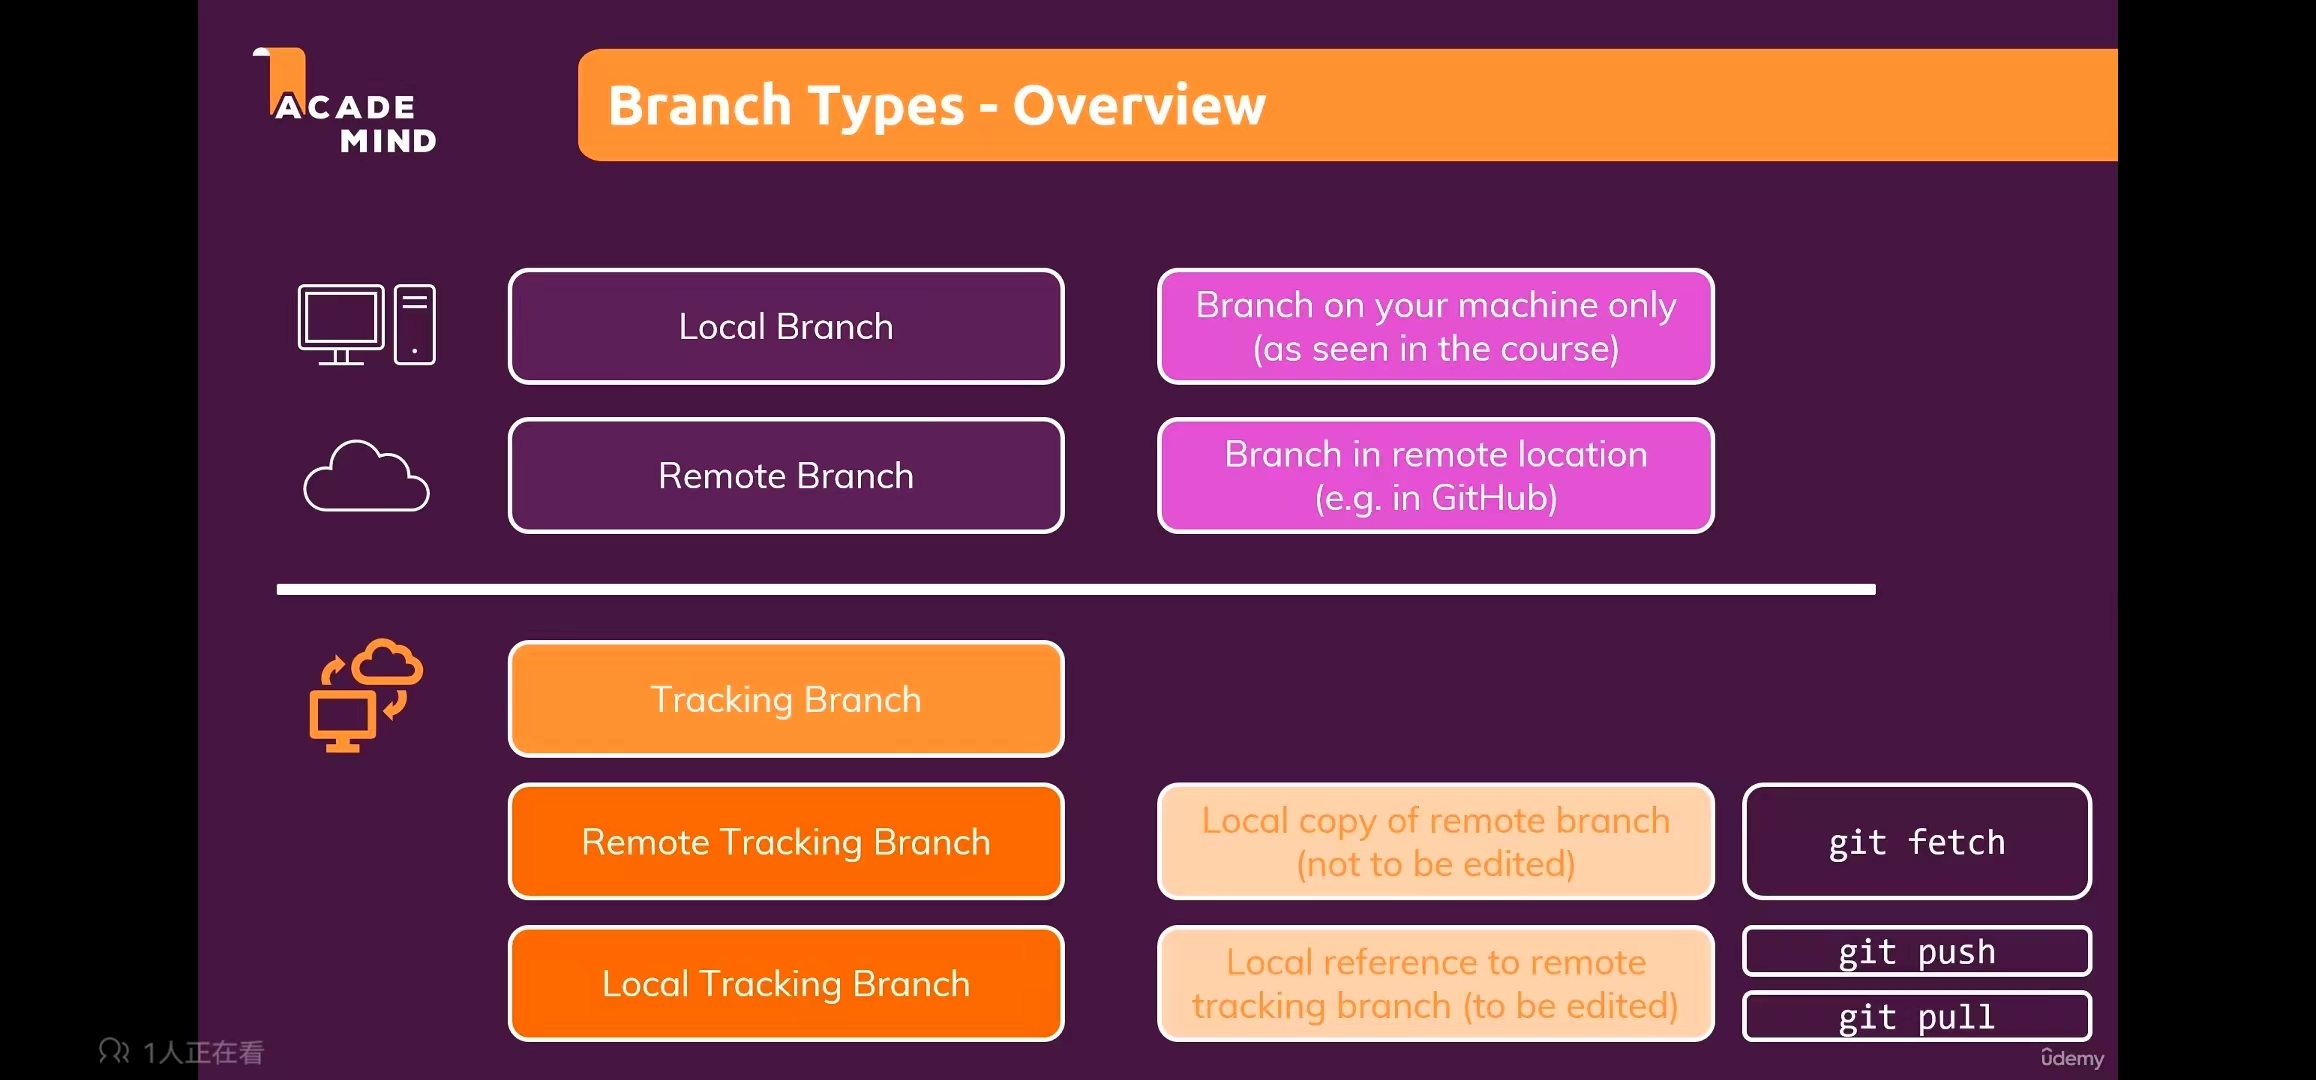 ACADE
MIND
Branch Types - Overview
Local Branch
Branch on your machine only
(as seen in the course)
Remote Branch
Branch in remote location
(e.g. in GitHub)
Tracking Branch
Remote Tracking Branch
Local copy of remote branch
(not to be edited)
git fetch
Local Tracking Branch
Local reference to remote
tracking branch (to be edited)
git push
git pull
1人正在看
ûdemy